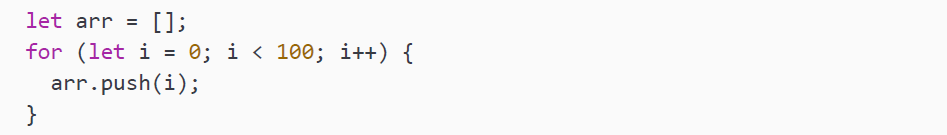 let arr = [];
for (let i = 0; i < 100; i++) {
  arr.push(i);
}